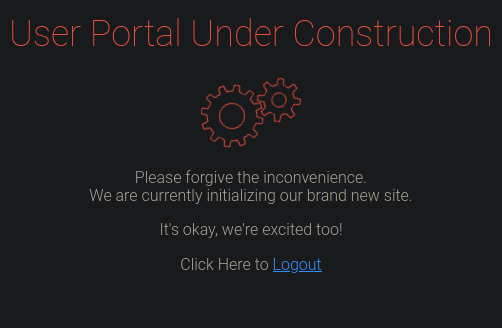 User Portal Under Construction
Please forgive the inconvenience.
We are currently initializing our brand new site.
It's okay, we're excited too!
Click Here to Logout